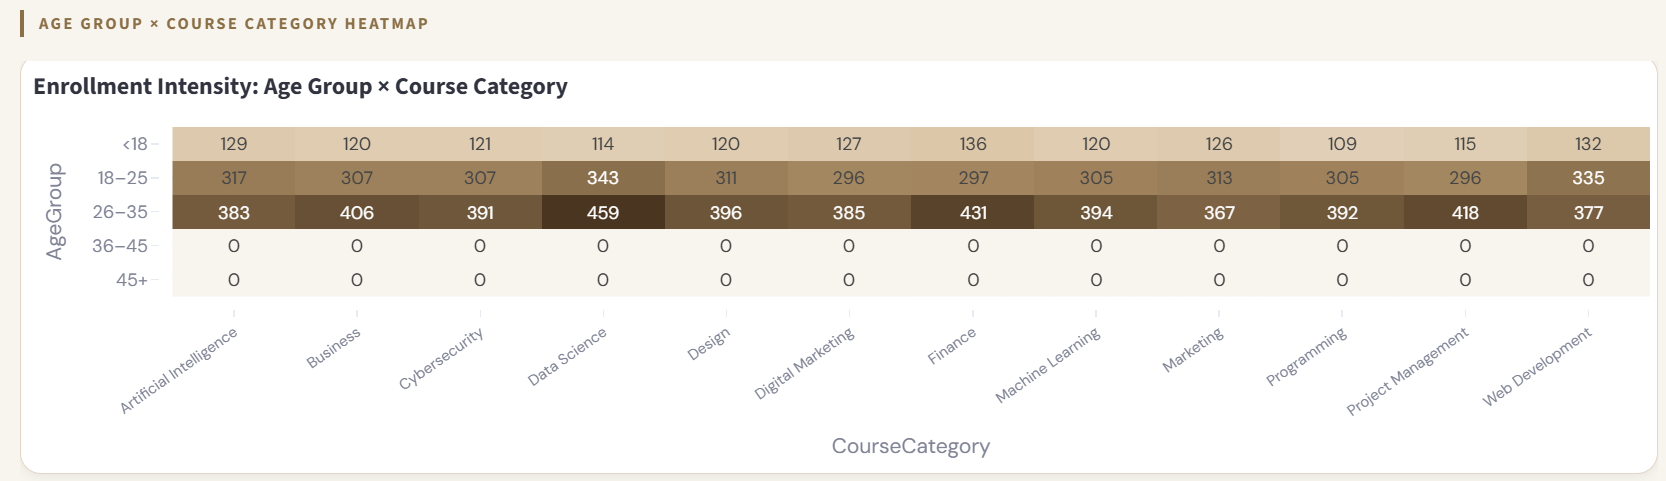 AGE GROUP × COURSE CATEGORY HEATMAP
Enrollment Intensity: Age Group × Course Category
AgeGroup
<18 129 120 121 114 120 127 136 120 126 109 115 132
18–25 317 307 307 343 311 296 297 305 313 305 296 335
26–35 383 406 391 459 396 385 431 394 367 392 418 377
36–45 0 0 0 0 0 0 0 0 0 0 0 0
45+ 0 0 0 0 0 0 0 0 0 0 0 0
Artificial Intelligence Business Cybersecurity Data Science Design Digital Marketing Finance Machine Learning Marketing Programming Project Management Web Development
CourseCategory